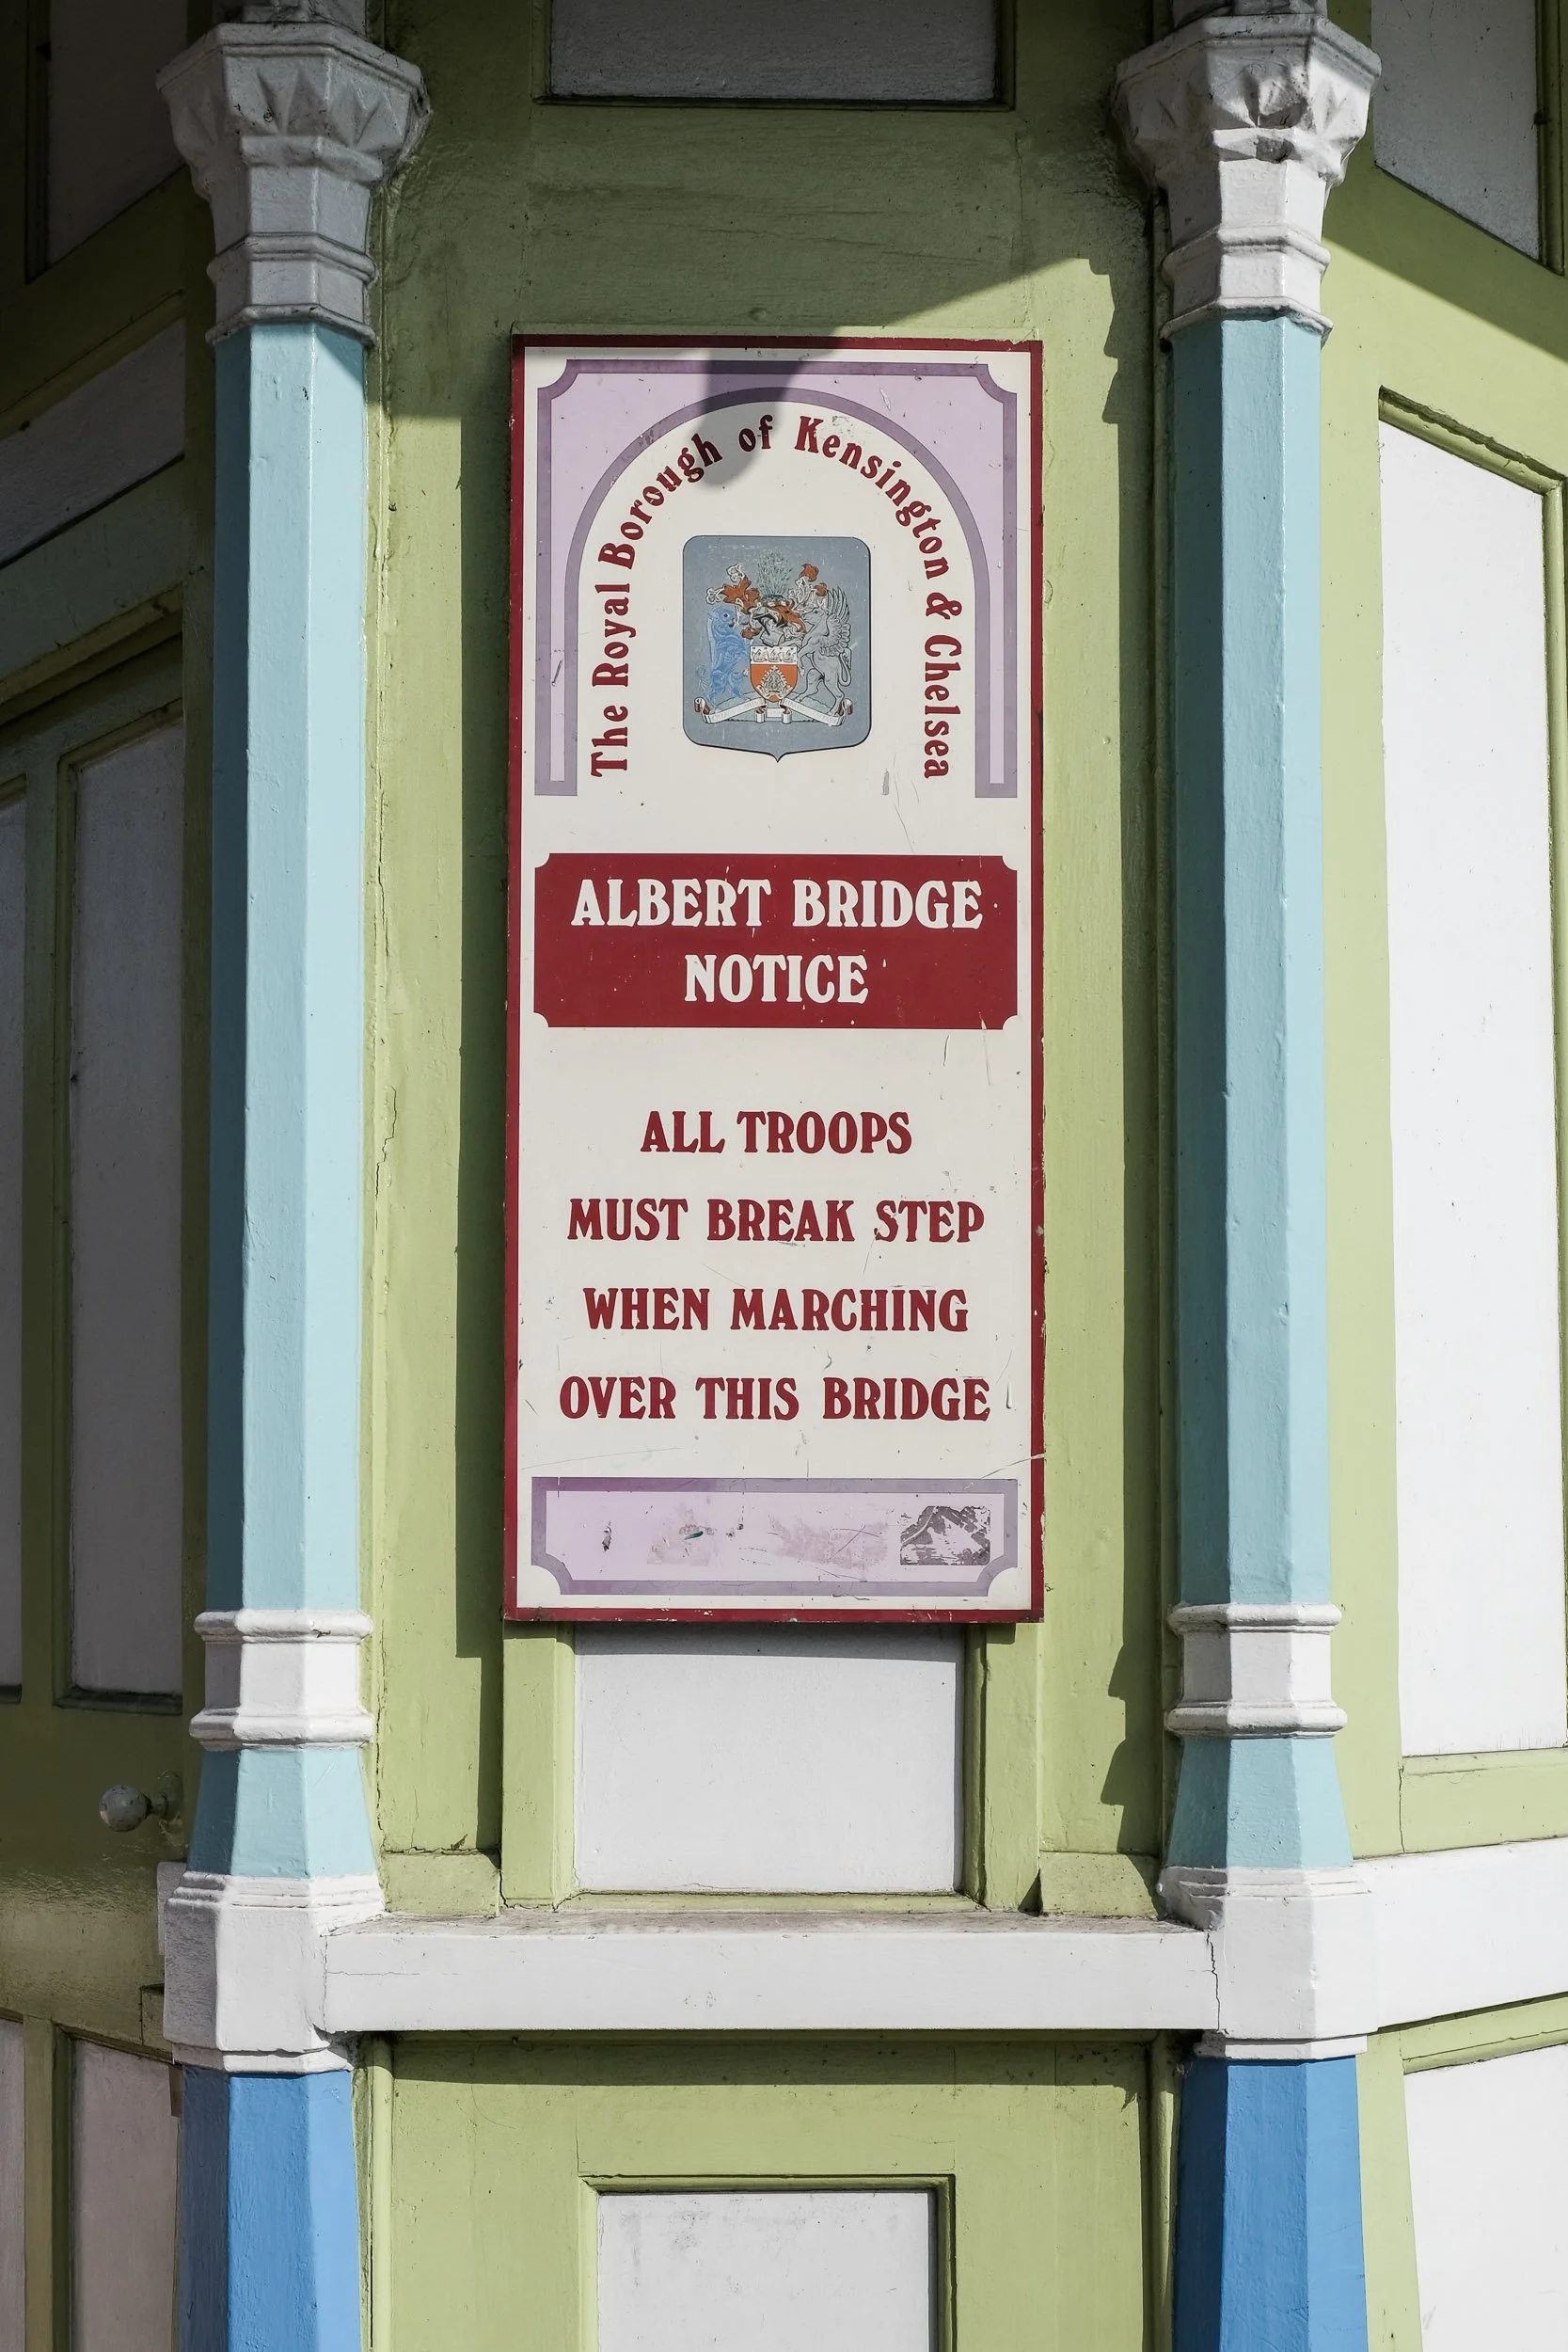 The Royal Borough of Kensington & Chelsea
ALBERT BRIDGE
NOTICE
ALL TROOPS
MUST BREAK STEP
WHEN MARCHING
OVER THIS BRIDGE